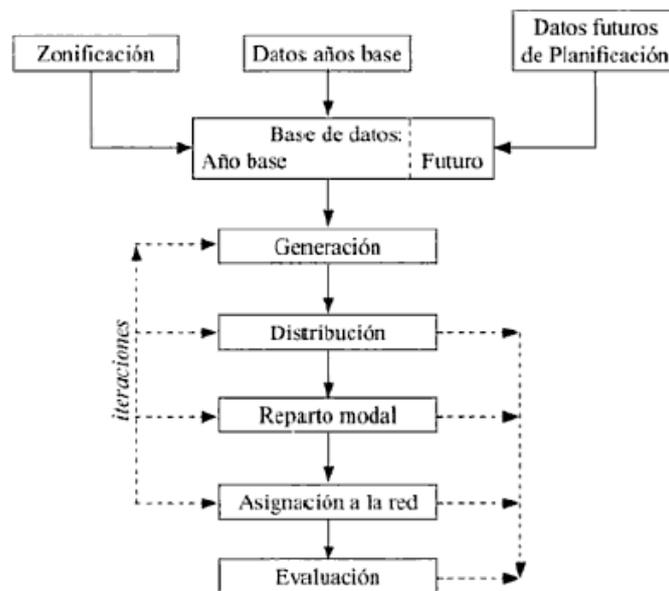 Zonificación
Datos años base
Datos futuros
de Planificación
Base de datos:
Año base
Futuro
Generación
Distribución
Reparto modal
Asignación a la red
Evaluación
iteraciones